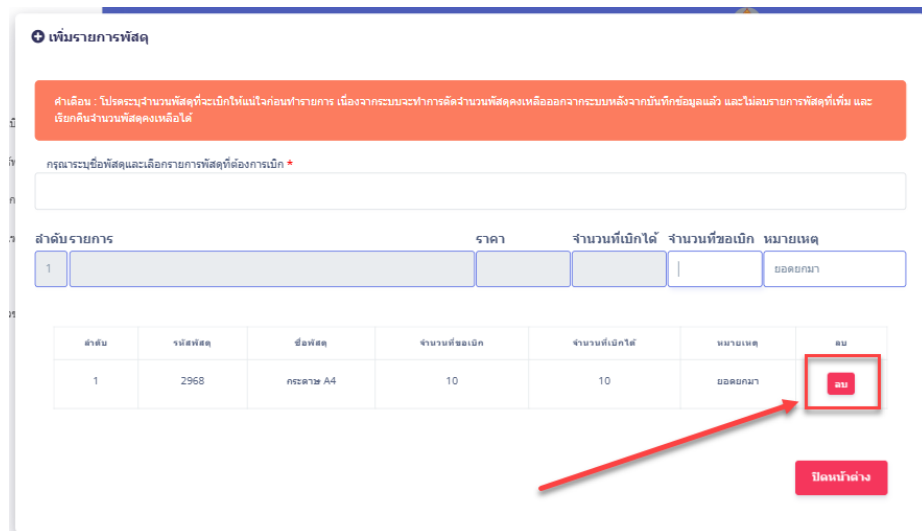 เพิ่มรายการพัสดุ
คำเตือน : โปรดระบุจำนวนพัสดุที่จะเบิกให้แน่ใจก่อนทำรายการ เนื่องจากระบบจะทำการตัดจำนวนพัสดุคงเหลือออกจากระบบหลังจากบันทึกข้อมูลแล้ว และไม่ลบรายการพัสดุที่เพิ่ม และ
เรียกคืนจำนวนพัสดุคงเหลือได้
กรุณาระบุชื่อพัสดุและเลือกรายการพัสดุที่ต้องการเบิก *
ลำดับ รายการ ราคา จำนวนที่เบิกได้ จำนวนที่ขอเบิก หมายเหตุ
1 ยอดยกมา
ลำดับ รหัสพัสดุ ชื่อพัสดุ จำนวนที่ขอเบิก จำนวนที่เบิกได้ หมายเหตุ ลบ
1 2968 กระดาษ A4 10 10 ยอดยกมา ลบ
ปิดหน้าต่าง